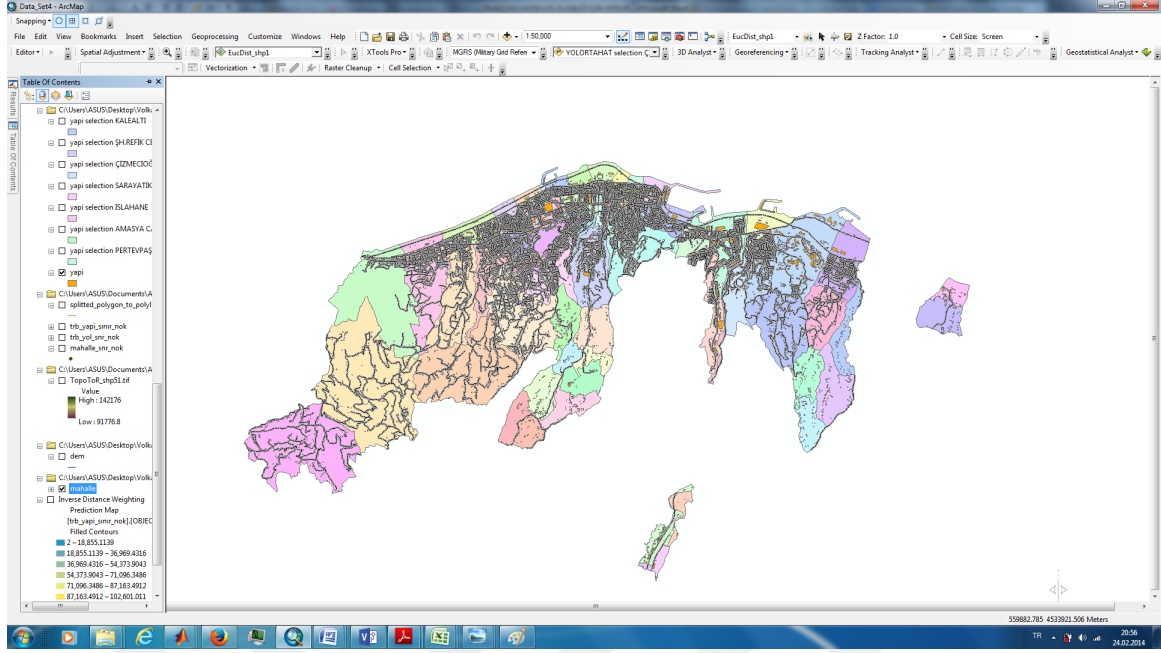 Data_Set4 - ArcMap
Snapping
File Edit View Bookmarks Insert Selection Geoprocessing Customize Windows Help 1:50.000 EucDist_shp1 Z Factor: 1.0 Cell Size: Screen
Editor Spatial Adjustment EucDist_shp1 XTools Pro MGRS (Military Grid Referen YOLORTAHAT selection Ç 3D Analyst Georeferencing Tracking Analyst Geostatistical Analyst
Vectorization Raster Cleanup Cell Selection
Table Of Contents
Results
Table Of Contents
C:\Users\ASUS\Desktop\Volk
yapi selection KALEALTI
yapi selection ŞH.REFİK CE
yapi selection ÇIZMECIOĞ
yapi selection SARAYATIK
yapi selection ISLAHANE
yapi selection AMASYA C
yapi selection PERTEVPAŞ
yapi
C:\Users\ASUS\Documents\A
splitted_polygon_to_polyl
trb_yapi_sınır_nok
trb_yol_snr_nok
mahalle_snr_nok
C:\Users\ASUS\Documents\A
TopoToR_shp51.tif
Value
High : 142176
Low : 91776.8
C:\Users\ASUS\Desktop\Volk
dem
C:\Users\ASUS\Desktop\Volk
mahalle
Inverse Distance Weighting
Prediction Map
[trb_yapi_sınır_nok].[OBJEC
Filled Contours
2 – 18,855.1139
18,855.1139 – 36,969.4316
36,969.4316 – 54,373.9043
54,373.9043 – 71,096.3486
71,096.3486 – 87,163.4912
87,163.4912 – 102,601.011
559882.785 4533921.506 Meters
TR
20:56
24.02.2014